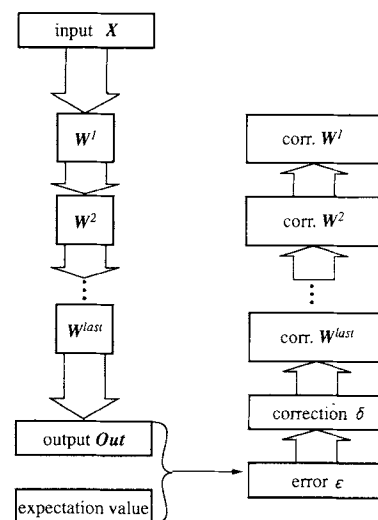 input X
W1
W2
Wlast
output Out
expectation value
corr. W1
corr. W2
corr. Wlast
correction δ
error ε